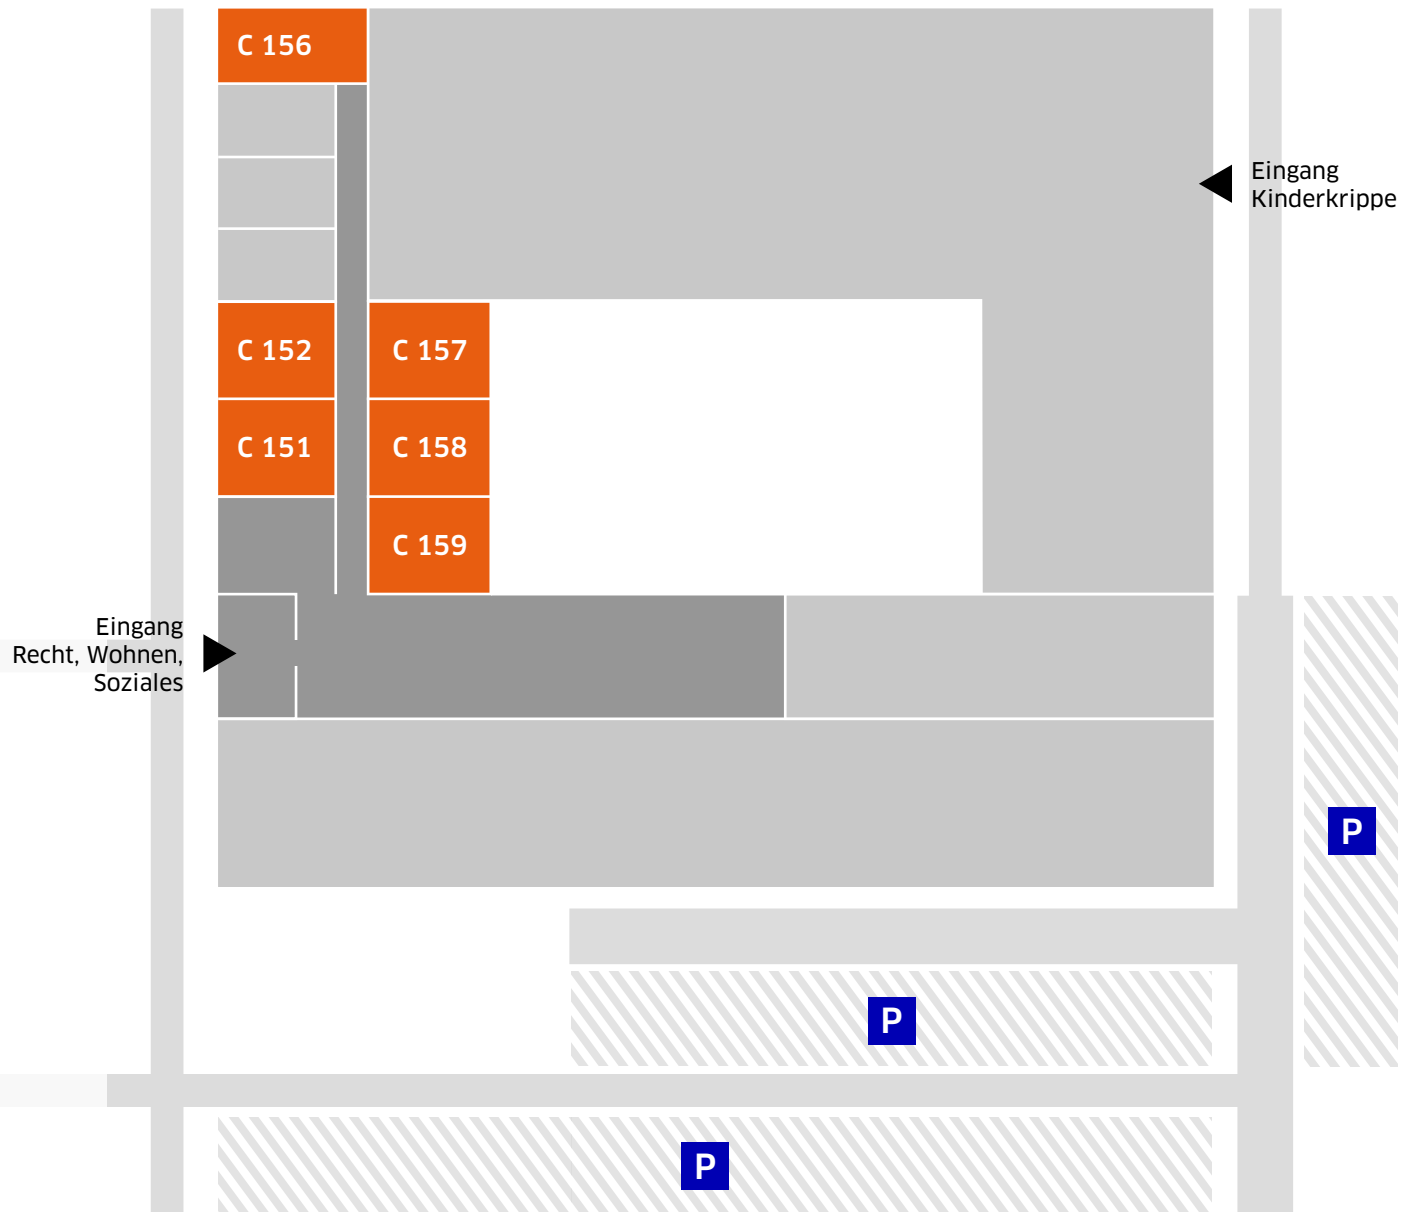 C 156
Eingang
Kinderkrippe
C 152
C 157
C 151
C 158
C 159
Eingang
Recht, Wohnen,
Soziales
P
P
P